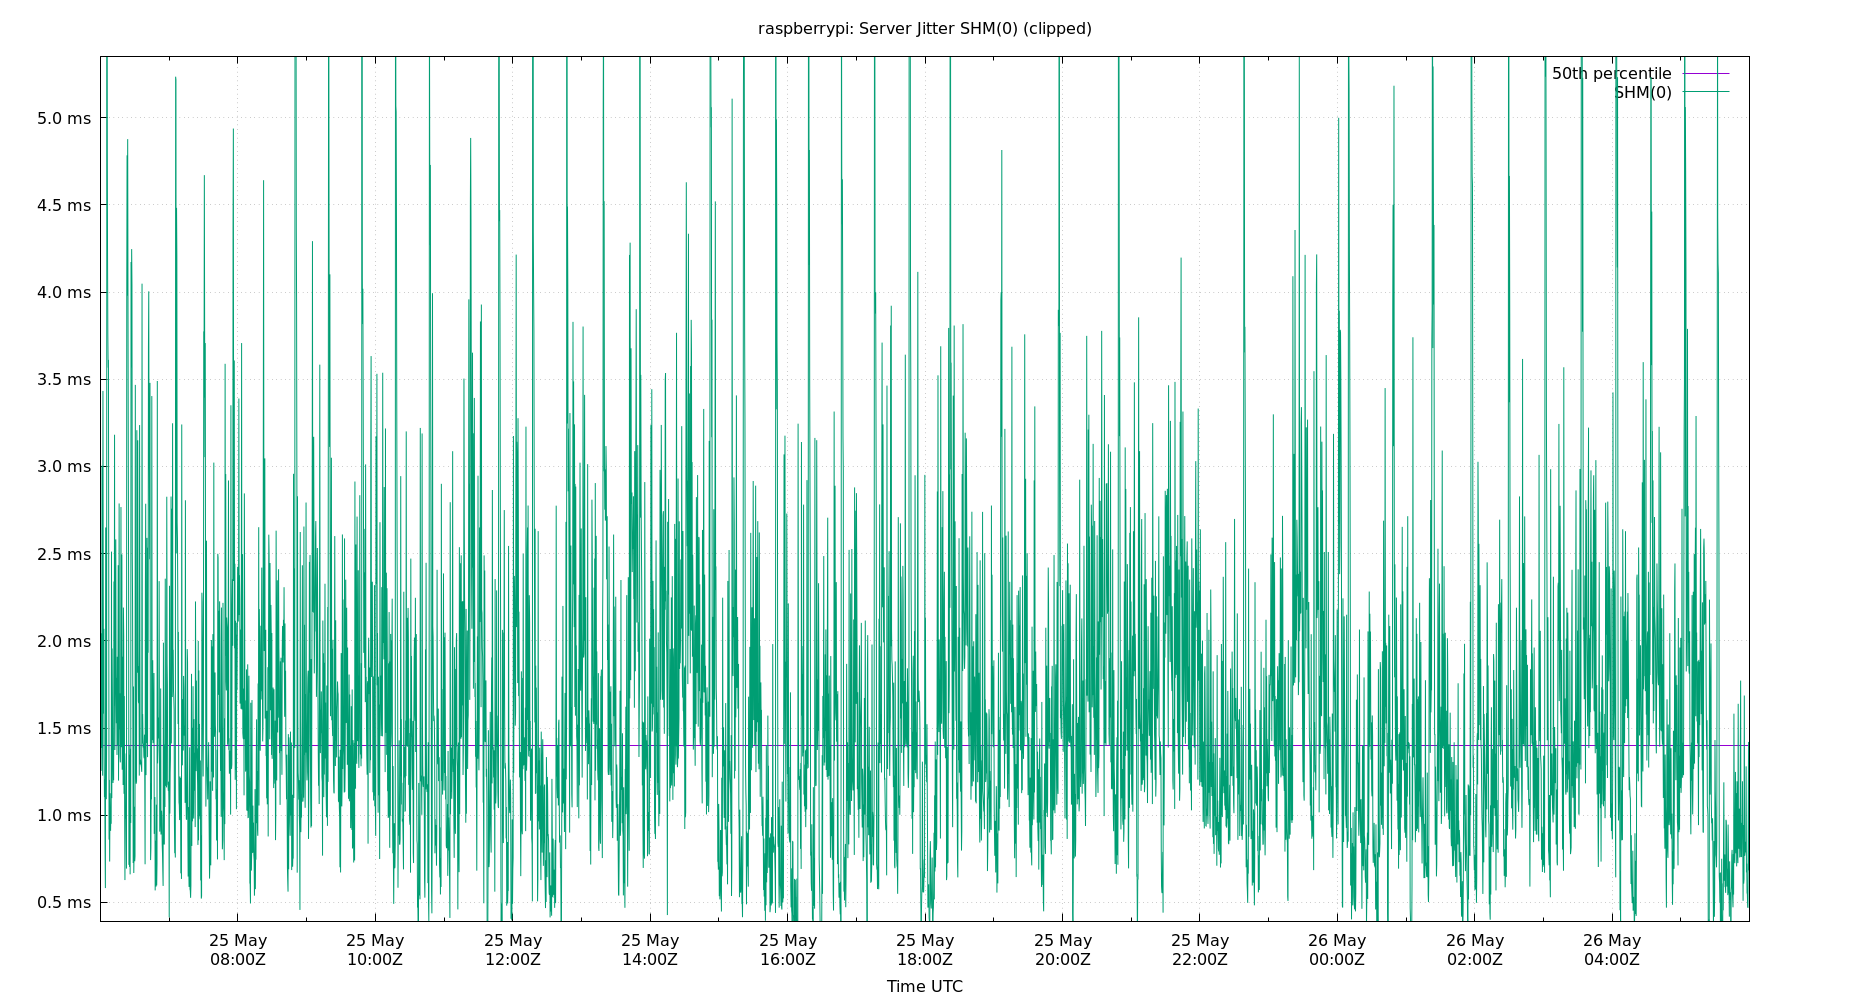 raspberrypi: Server Jitter SHM(0) (clipped)
50th percentile
SHM(0)
5.0 ms
4.5 ms
4.0 ms
3.5 ms
3.0 ms
2.5 ms
2.0 ms
1.5 ms
1.0 ms
0.5 ms
25 May 25 May 25 May 25 May 25 May 25 May 25 May 25 May 26 May 26 May 26 May
08:00Z 10:00Z 12:00Z 14:00Z 16:00Z 18:00Z 20:00Z 22:00Z 00:00Z 02:00Z 04:00Z
Time UTC